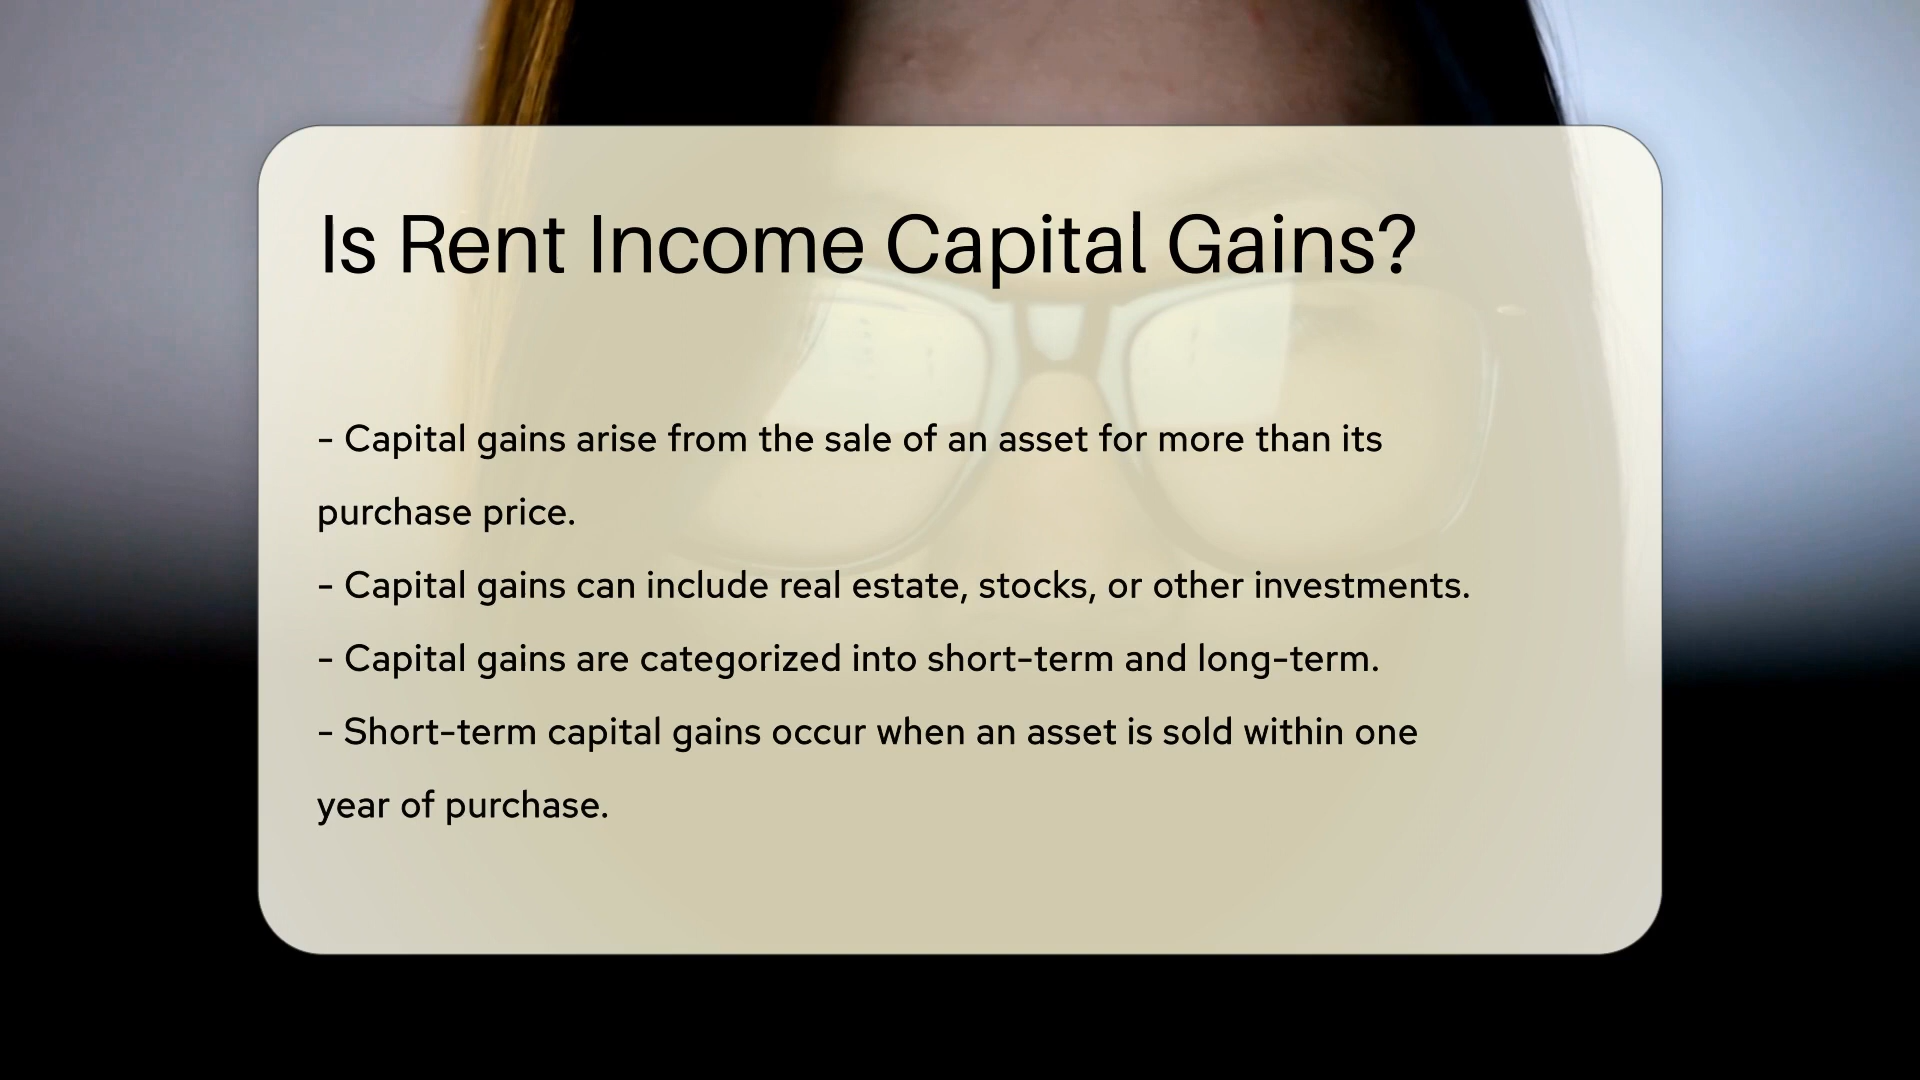 Is Rent Income Capital Gains?
- Capital gains arise from the sale of an asset for more than its
purchase price.
- Capital gains can include real estate, stocks, or other investments.
- Capital gains are categorized into short-term and long-term.
- Short-term capital gains occur when an asset is sold within one
year of purchase.